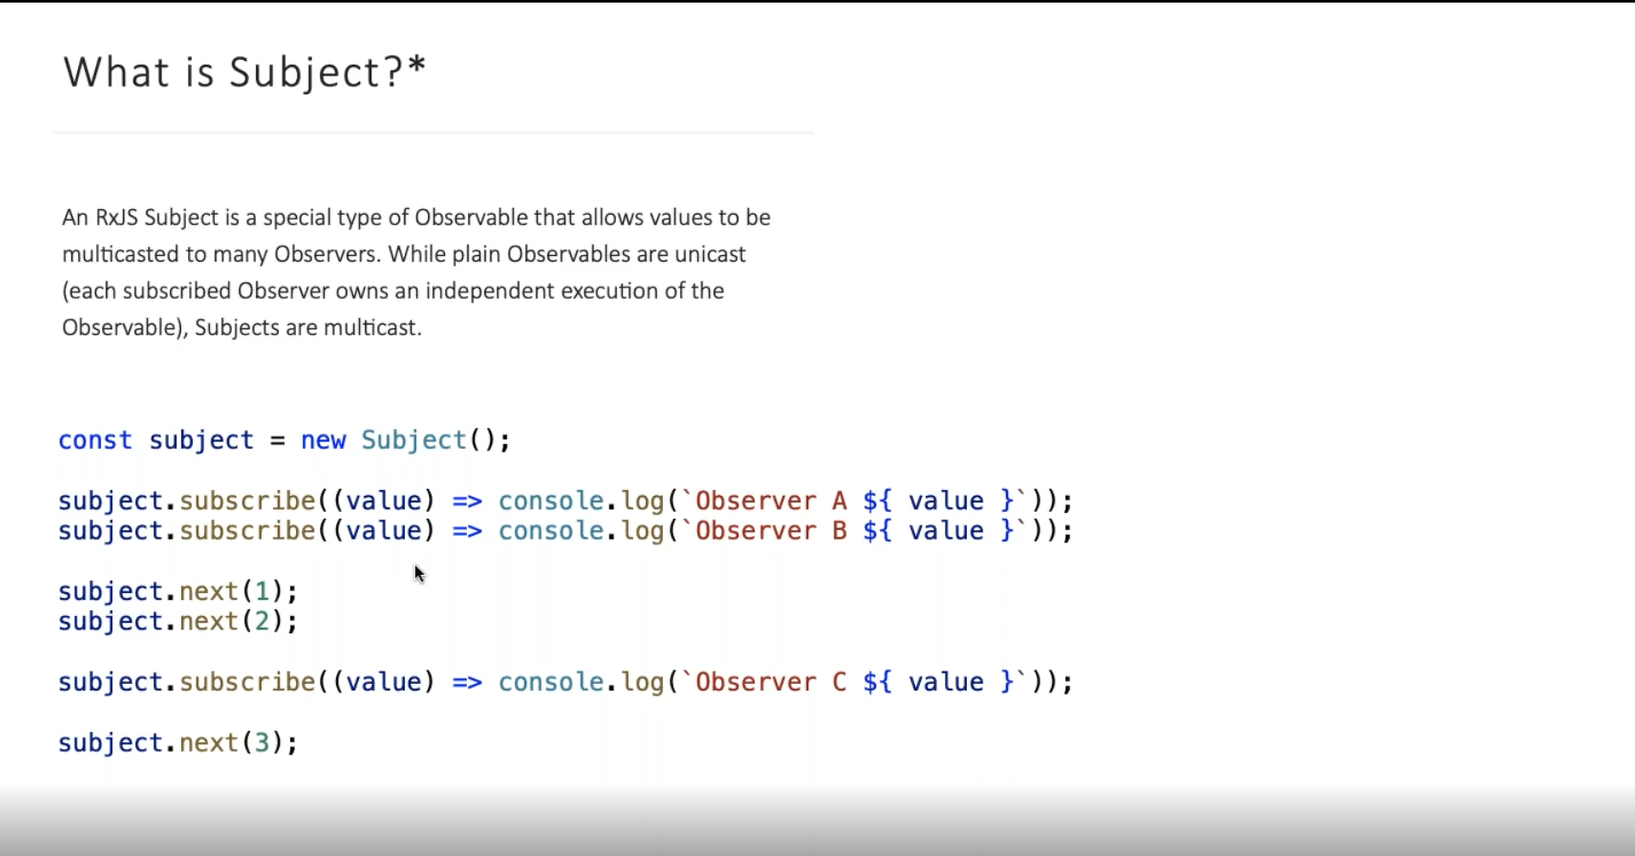 What is Subject?*
An RxJS Subject is a special type of Observable that allows values to be
multicasted to many Observers. While plain Observables are unicast
(each subscribed Observer owns an independent execution of the
Observable), Subjects are multicast.
const subject = new Subject();
subject.subscribe((value) => console.log(`Observer A ${ value }`));
subject.subscribe((value) => console.log(`Observer B ${ value }`));
subject.next(1);
subject.next(2);
subject.subscribe((value) => console.log(`Observer C ${ value }`));
subject.next(3);